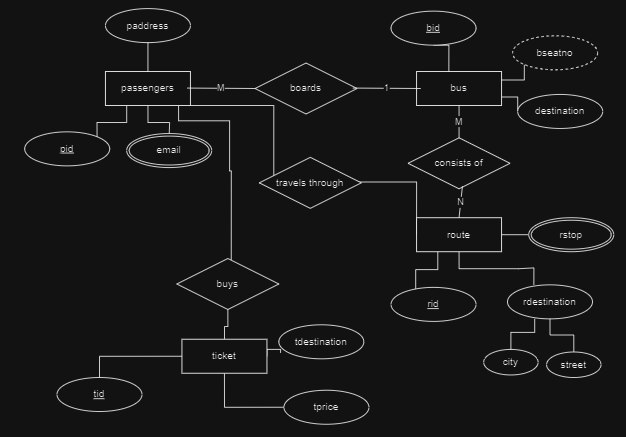 paddress
bid
bseatno
passengers
M
boards
1
bus
destination
M
pid
email
consists of
travels through
N
route
rstop
buys
rid
rdestination
tdestination
ticket
city
street
tid
tprice